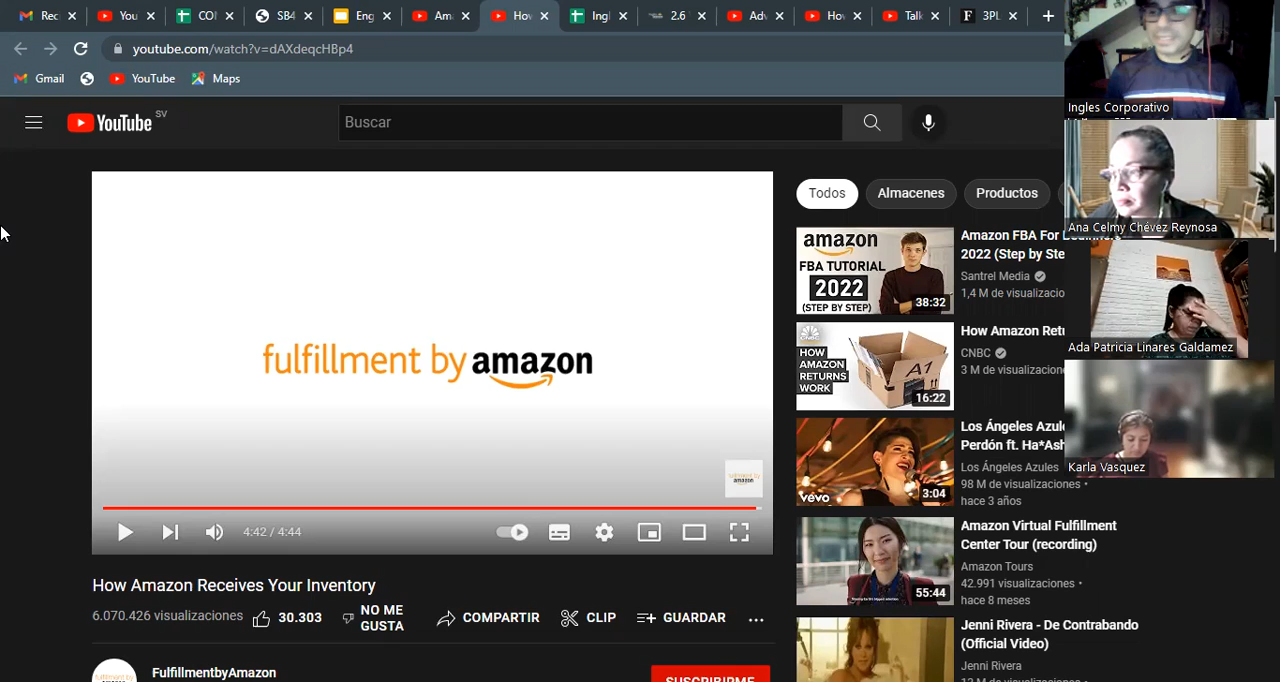 Rec
You
CO
SB4
Eng
Am
How
Ingl
2.6
Adv
How
Talk
3PL
youtube.com/watch?v=dAXdeqcHBp4
Gmail
YouTube
Maps
YouTube SV
Buscar
fulfillment by amazon
4:42 / 4:44
How Amazon Receives Your Inventory
6.070.426 visualizaciones
30.303
NO ME
GUSTA
COMPARTIR
CLIP
GUARDAR
FulfillmentbyAmazon
SUSCRIBIRME
Todos
Almacenes
Productos
amazon
FBA TUTORIAL
2022
(STEP BY STEP)
38:32
Amazon FBA For
2022 (Step by Ste
Santrel Media
1,4 M de visualizacio
HOW
AMAZON
RETURNS
WORK
A1
16:22
How Amazon Retu
CNBC
3 M de visualizacione
vevo
3:04
Los Ángeles Azule
Perdón ft. Ha*Ash
Los Ángeles Azules
98 M de visualizaciones •
hace 3 años
55:44
Amazon Virtual Fulfillment
Center Tour (recording)
Amazon Tours
42.991 visualizaciones •
hace 8 meses
Jenni Rivera - De Contrabando
(Official Video)
Jenni Rivera
Ingles Corporativo
Ana Celmy Chévez Reynosa
Ada Patricia Linares Galdamez
Karla Vasquez